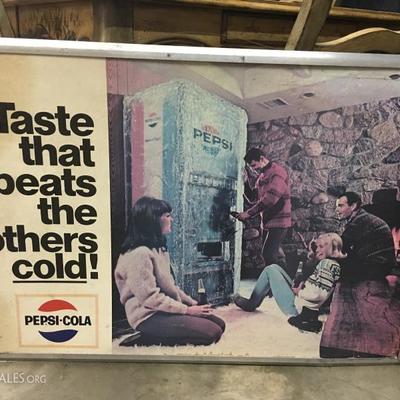 Taste
that
beats
the
others
cold!
PEPSI-COLA
PEPSI
ALES.ORG